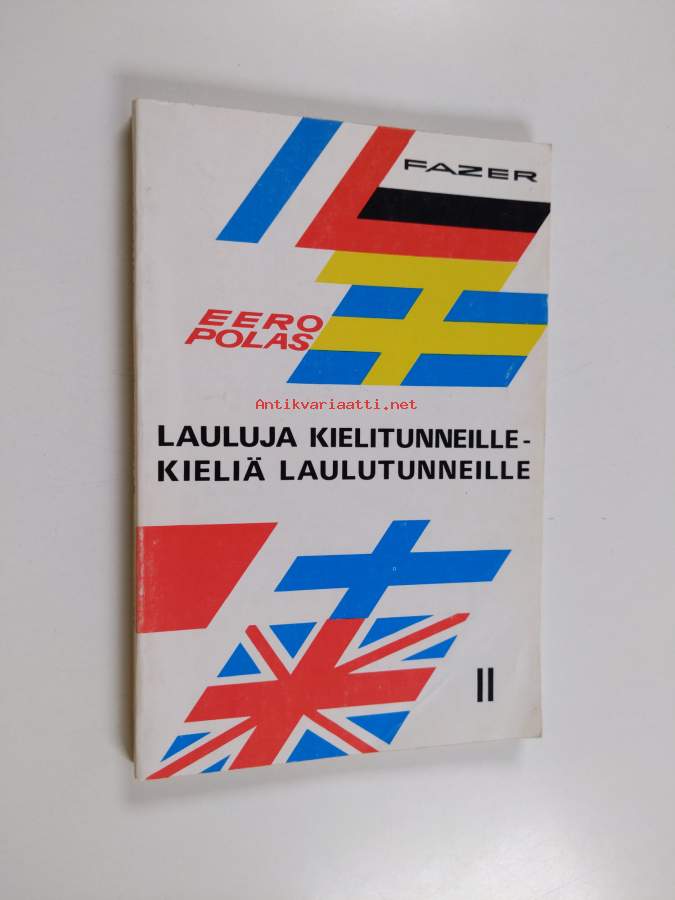 FAZER
EERO
POLAS
Antikvariaatti.net
LAULUJA KIELITUNNEILLE-
KIELIÄ LAULUTUNNEILLE
II